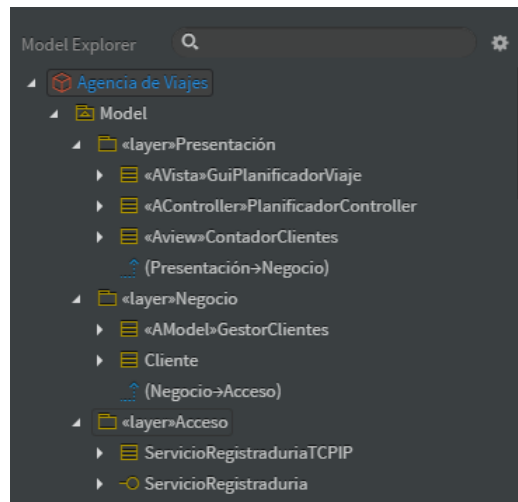 Model Explorer
Agencia de Viajes
Model
«layer»Presentación
«AVista»GuiPlanificadorViaje
«AController»PlanificadorController
«Aview»ContadorClientes
(Presentación→Negocio)
«layer»Negocio
«AModel»GestorClientes
Cliente
(Negocio→Acceso)
«layer»Acceso
ServicioRegistraduriaTCPIP
ServicioRegistraduria